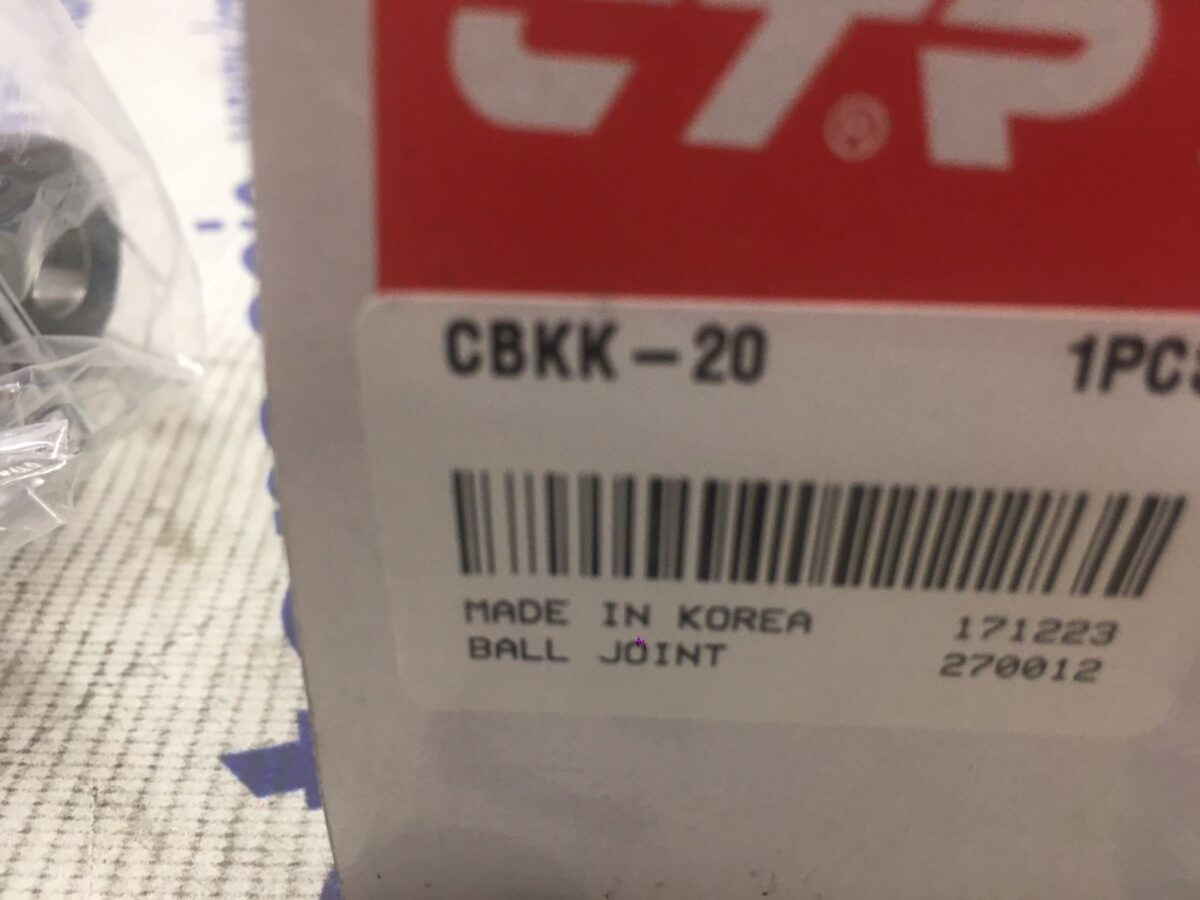 CTR
CBKK-20 1PCS
MADE IN KOREA 171223
BALL JOINT 270012